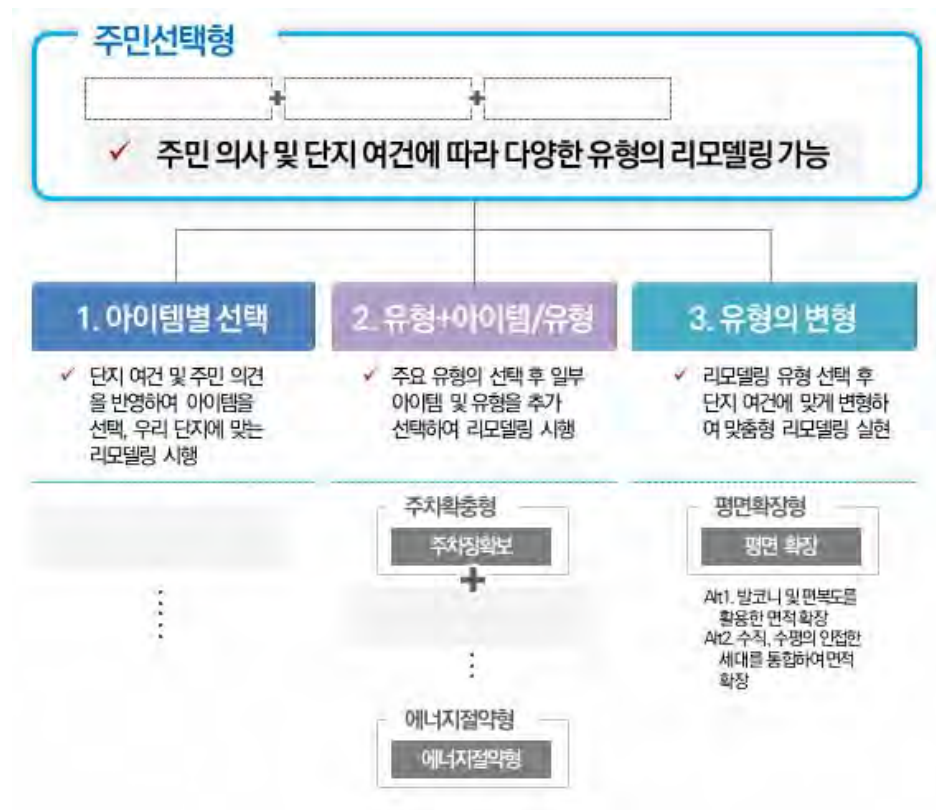 주민선택형
+ +
✓ 주민 의사 및 단지 여건에 따라 다양한 유형의 리모델링 가능
1. 아이템별 선택
✓ 단지 여건 및 주민 의견
을 반영하여 아이템을
선택, 우리 단지에 맞는
리모델링 시행
2. 유형+아이템/유형
✓ 주요 유형의 선택 후 일부
아이템 및 유형을 추가
선택하여 리모델링 시행
주차확충형
주차장확보
+
에너지절약형
에너지절약형
3. 유형의 변형
✓ 리모델링 유형 선택 후
단지 여건에 맞게 변형하
여 맞춤형 리모델링 실현
평면확장형
평면 확장
Alt1. 발코니 및 편복도를
활용한 면적 확장
Alt2. 수직, 수평의 인접한
세대를 통합하여 면적
확장